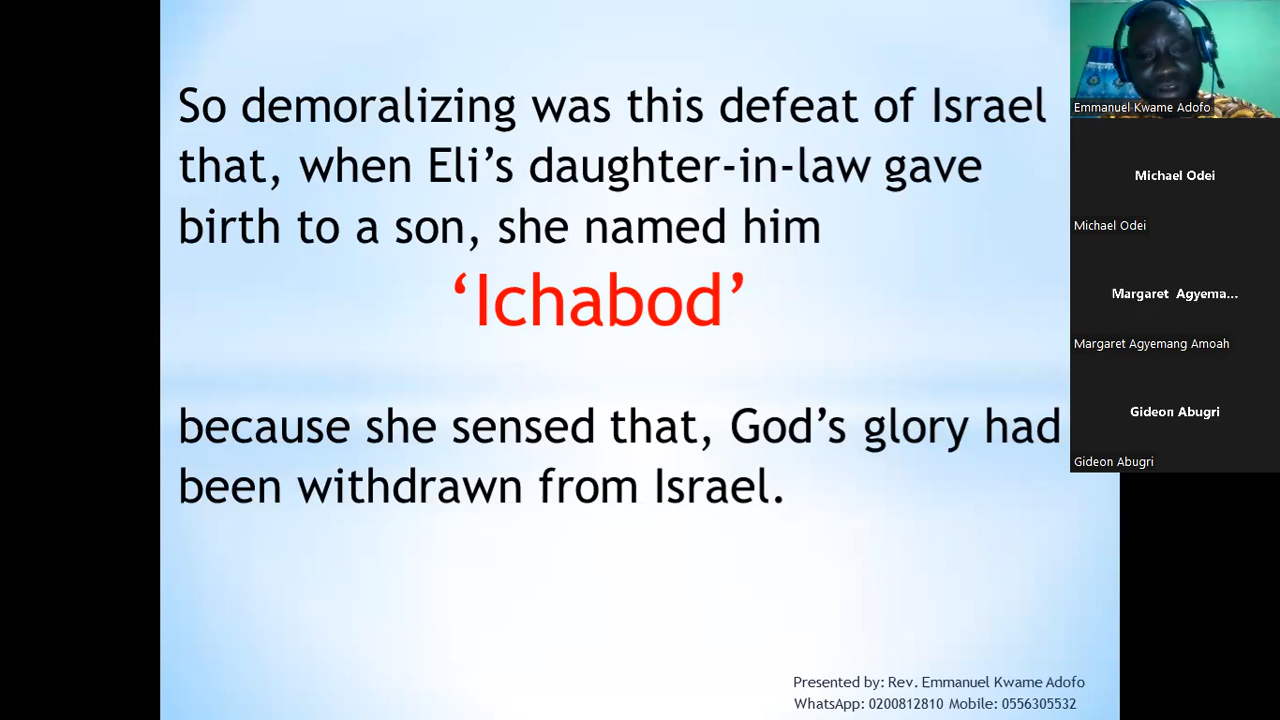 So demoralizing was this defeat of Israel
that, when Eli’s daughter-in-law gave
birth to a son, she named him
‘Ichabod’
because she sensed that, God’s glory had
been withdrawn from Israel.
Presented by: Rev. Emmanuel Kwame Adofo
WhatsApp: 0200812810 Mobile: 0556305532
Emmanuel Kwame Adofo
Michael Odei
Michael Odei
Margaret Agyema...
Margaret Agyemang Amoah
Gideon Abugri
Gideon Abugri